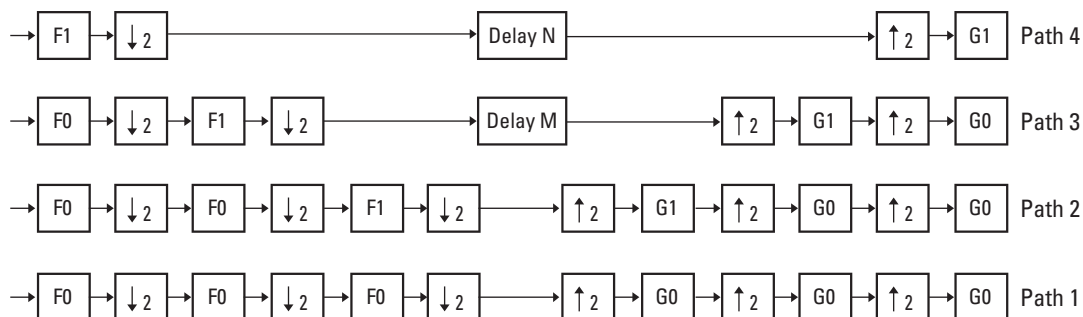 F1 ↓ 2 Delay N ↑ 2 G1 Path 4
F0 ↓ 2 F1 ↓ 2 Delay M ↑ 2 G1 ↑ 2 G0 Path 3
F0 ↓ 2 F0 ↓ 2 F1 ↓ 2 ↑ 2 G1 ↑ 2 G0 ↑ 2 G0 Path 2
F0 ↓ 2 F0 ↓ 2 F0 ↓ 2 ↑ 2 G0 ↑ 2 G0 ↑ 2 G0 Path 1